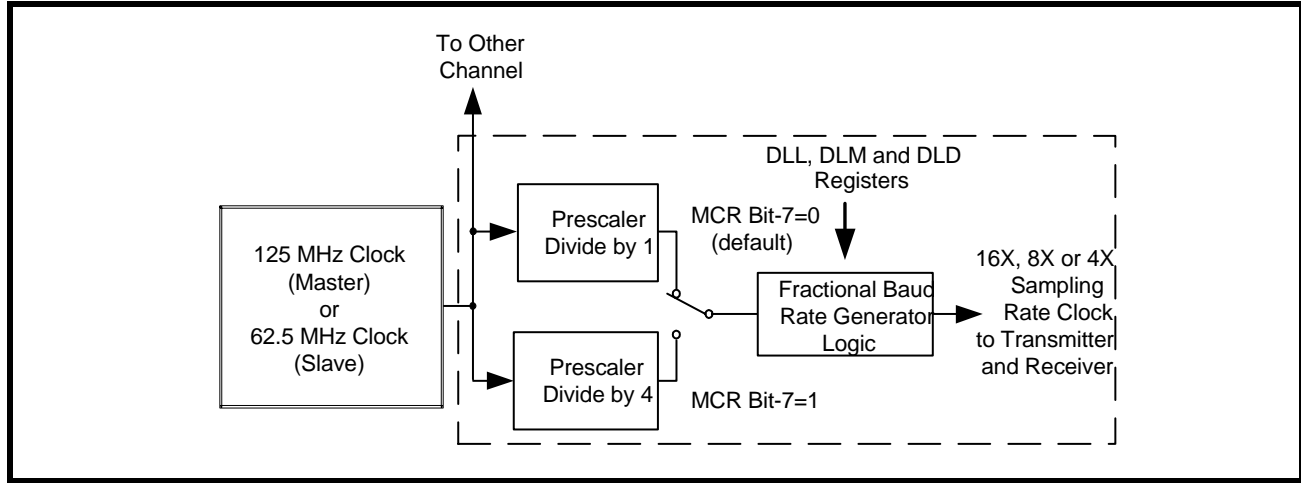 To Other
Channel
DLL, DLM and DLD
Registers
Prescaler
Divide by 1
MCR Bit-7=0
(default)
125 MHz Clock
(Master)
or
62.5 MHz Clock
(Slave)
Fractional Baud
Rate Generator
Logic
16X, 8X or 4X
Sampling
Rate Clock
to Transmitter
and Receiver
Prescaler
Divide by 4
MCR Bit-7=1